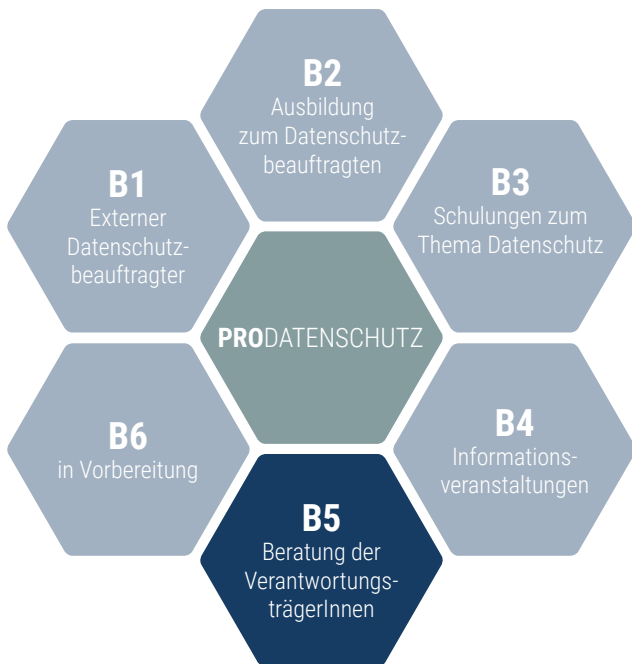 B2
Ausbildung
zum Datenschutz-
beauftragten
B1
Externer
Datenschutz-
beauftragter
B3
Schulungen zum
Thema Datenschutz
PRODATENSCHUTZ
B6
in Vorbereitung
B4
Informations-
veranstaltungen
B5
Beratung der
Verantwortungs-
trägerInnen